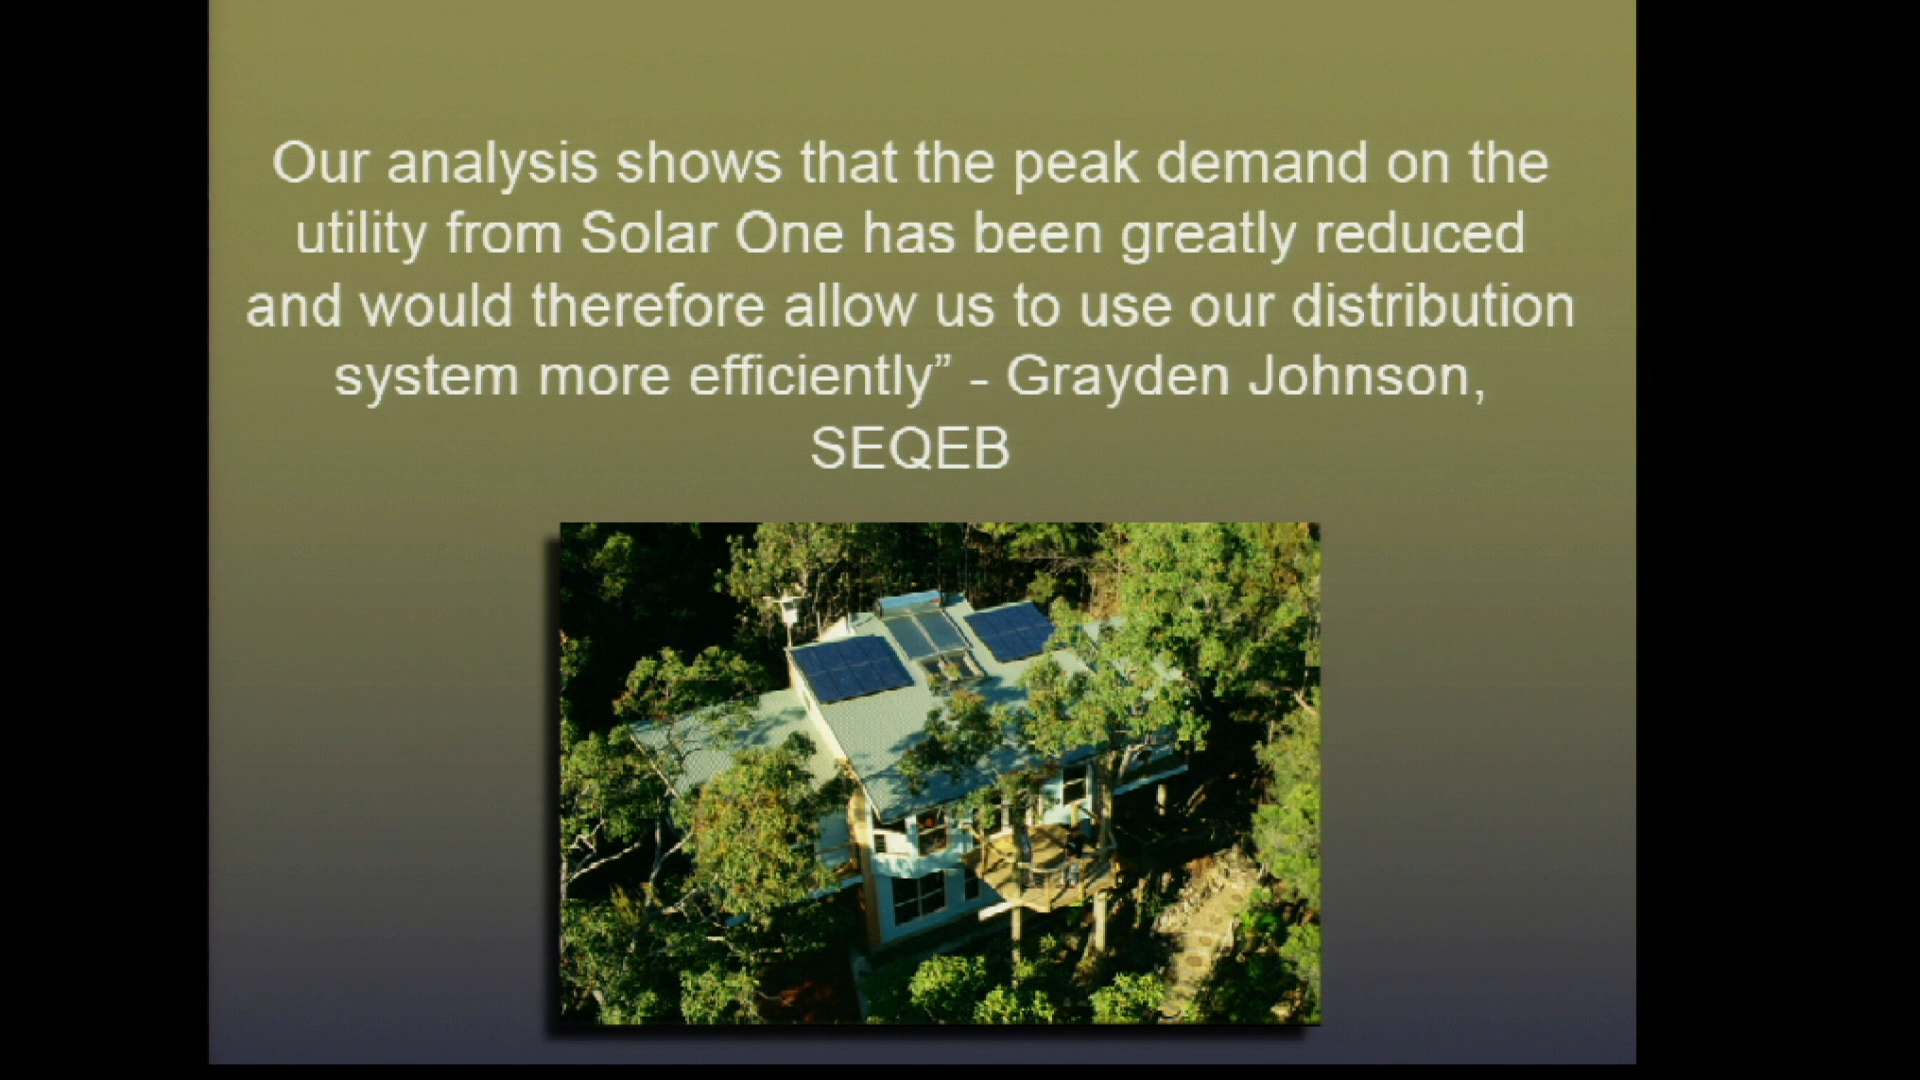 Our analysis shows that the peak demand on the
utility from Solar One has been greatly reduced
and would therefore allow us to use our distribution
system more efficiently” - Grayden Johnson,
SEQEB